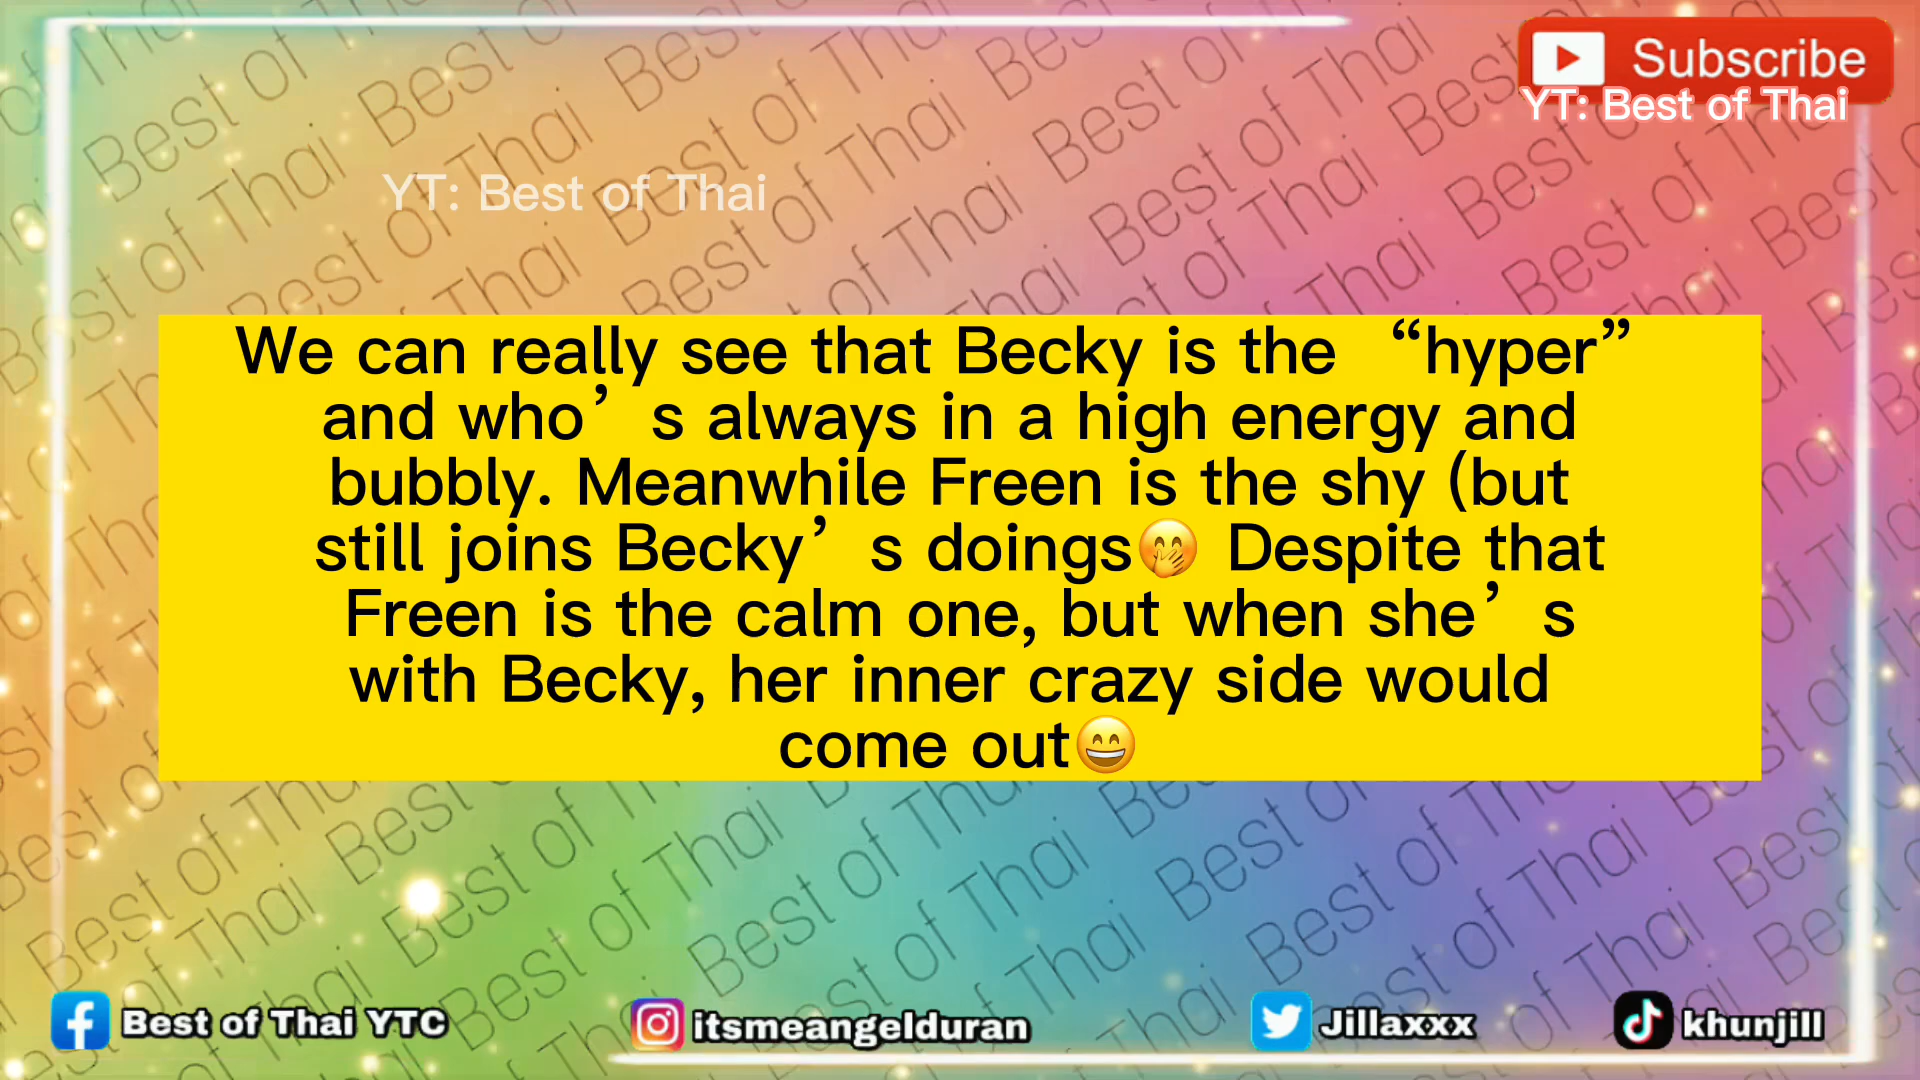 Subscribe
YT: Best of Thai
YT: Best of Thai
We can really see that Becky is the “hyper”
and who’s always in a high energy and
bubbly. Meanwhile Freen is the shy (but
still joins Becky’s doings🤭 Despite that
Freen is the calm one, but when she’s
with Becky, her inner crazy side would
come out😄
Best of Thai YTC
itsmeangelduran
Jillaxxx
khunjill